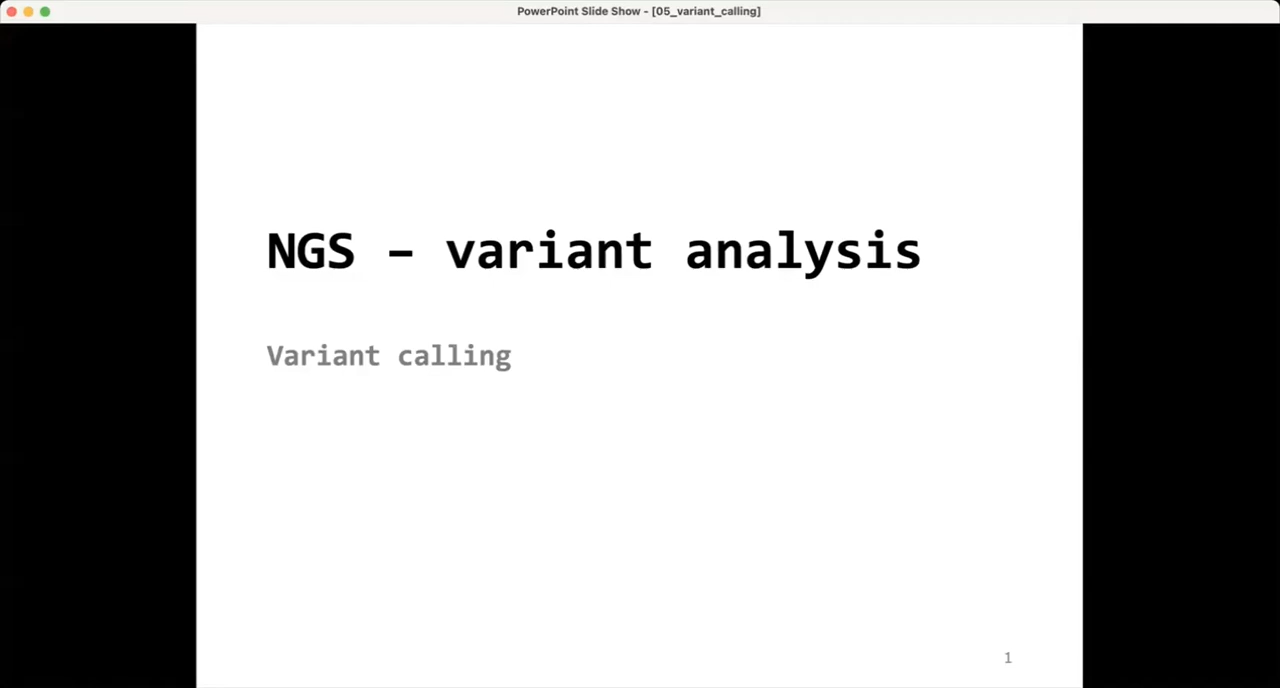 PowerPoint Slide Show - [05_variant_calling]
NGS – variant analysis
Variant calling
1